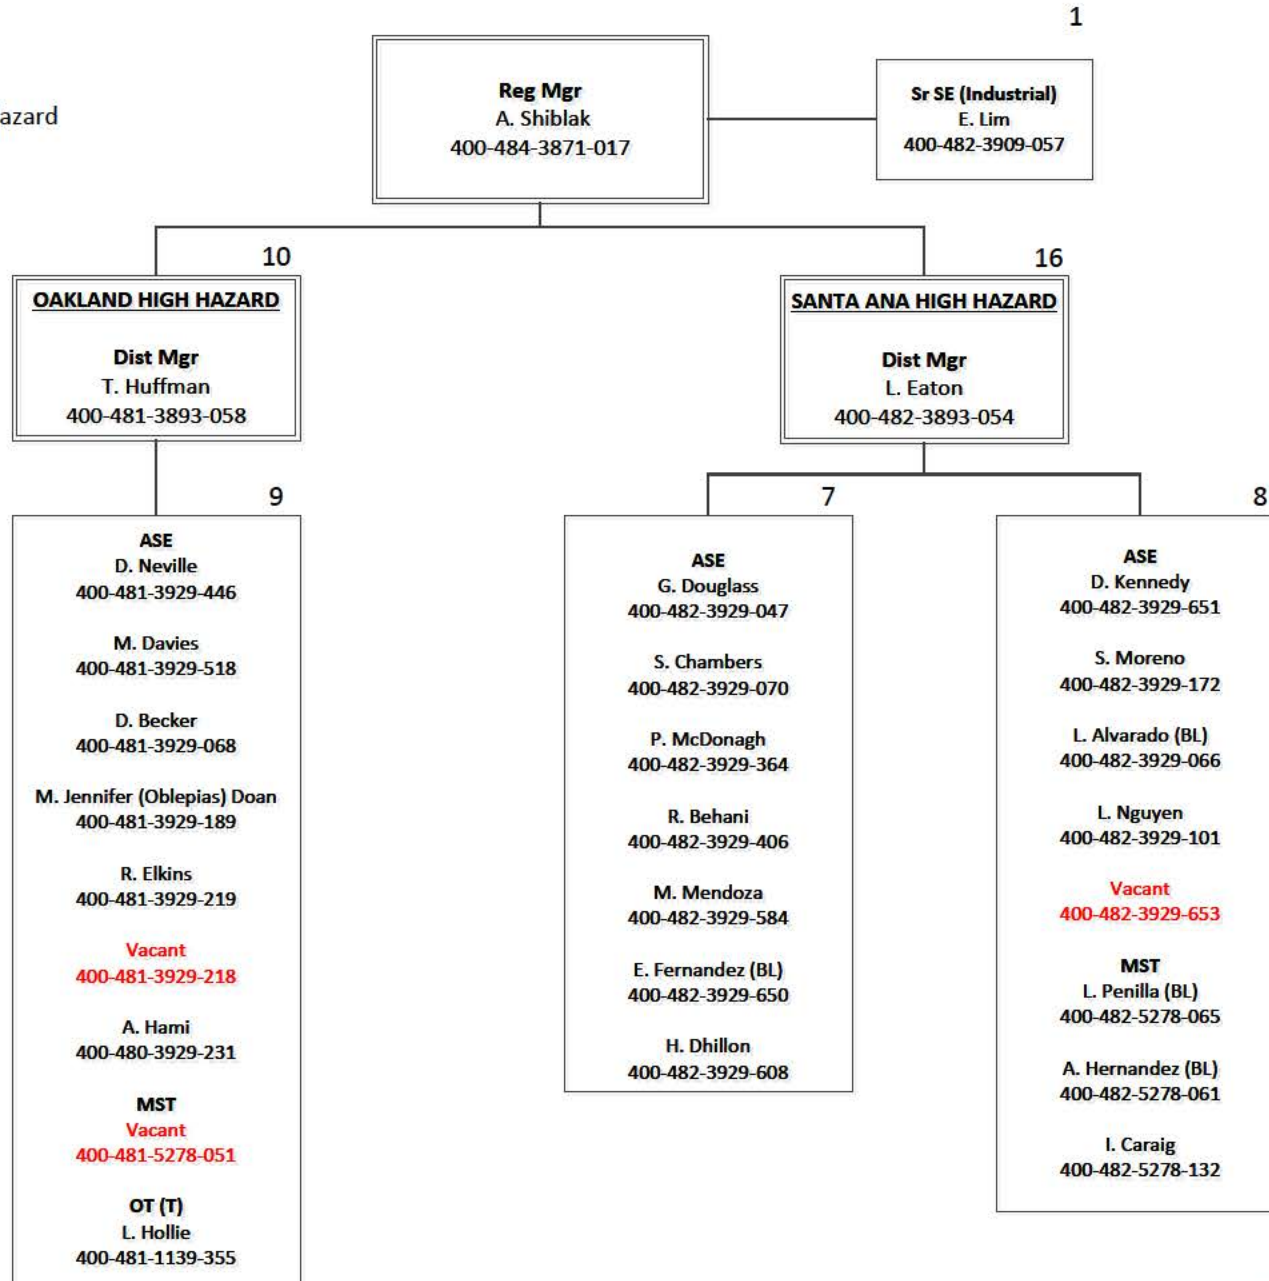 1
azard
Reg Mgr
A. Shiblak
400-484-3871-017
Sr SE (Industrial)
E. Lim
400-482-3909-057
10
OAKLAND HIGH HAZARD
Dist Mgr
T. Huffman
400-481-3893-058
16
SANTA ANA HIGH HAZARD
Dist Mgr
L. Eaton
400-482-3893-054
9
ASE
D. Neville
400-481-3929-446
M. Davies
400-481-3929-518
D. Becker
400-481-3929-068
M. Jennifer (Oblepias) Doan
400-481-3929-189
R. Elkins
400-481-3929-219
Vacant
400-481-3929-218
A. Hami
400-480-3929-231
MST
Vacant
400-481-5278-051
OT (T)
L. Hollie
400-481-1139-355
7
ASE
G. Douglass
400-482-3929-047
S. Chambers
400-482-3929-070
P. McDonagh
400-482-3929-364
R. Behani
400-482-3929-406
M. Mendoza
400-482-3929-584
E. Fernandez (BL)
400-482-3929-650
H. Dhillon
400-482-3929-608
8
ASE
D. Kennedy
400-482-3929-651
S. Moreno
400-482-3929-172
L. Alvarado (BL)
400-482-3929-066
L. Nguyen
400-482-3929-101
Vacant
400-482-3929-653
MST
L. Penilla (BL)
400-482-5278-065
A. Hernandez (BL)
400-482-5278-061
I. Caraig
400-482-5278-132